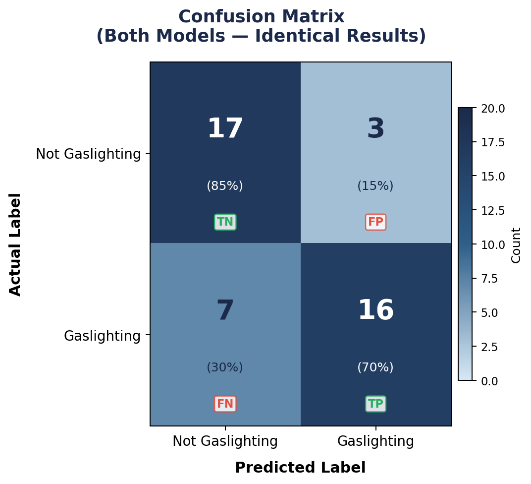 Confusion Matrix
(Both Models — Identical Results)
Actual Label
Not Gaslighting
17
(85%)
TN
3
(15%)
FP
Gaslighting
7
(30%)
FN
16
(70%)
TP
Not Gaslighting
Gaslighting
Predicted Label
20.0
17.5
15.0
12.5
10.0
7.5
5.0
2.5
0.0
Count